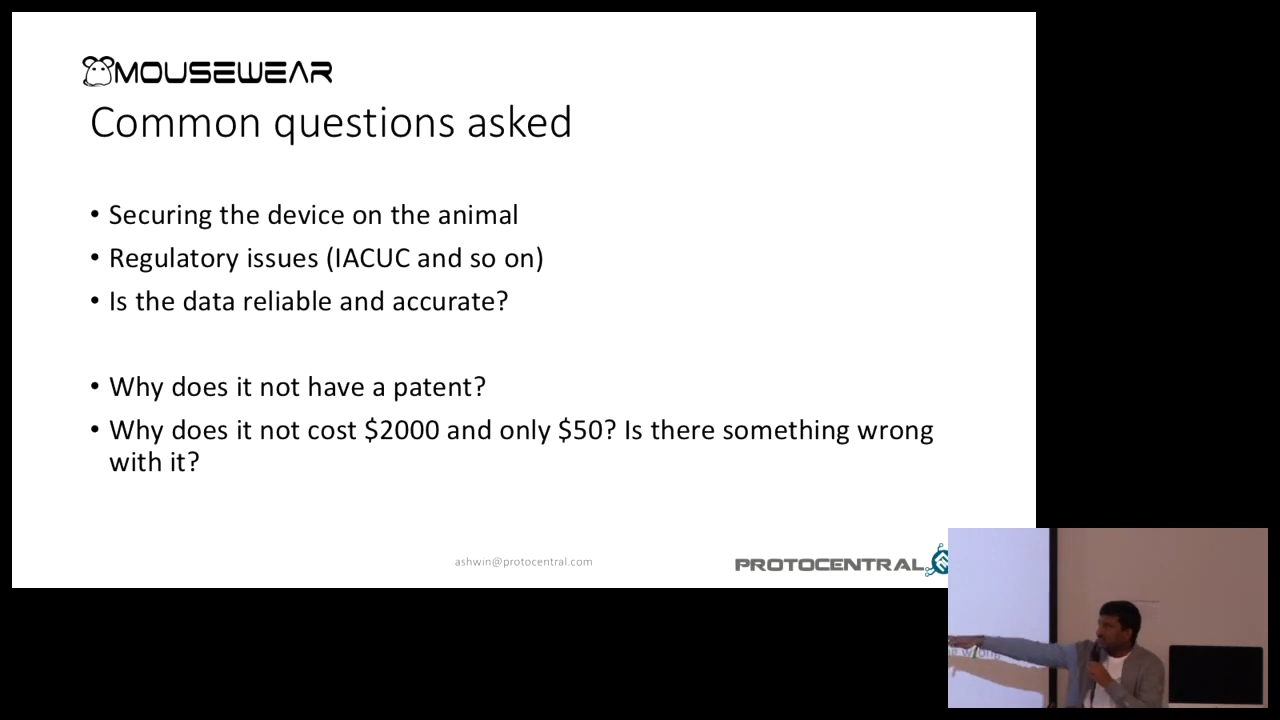 MOUSEWEAR
Common questions asked
• Securing the device on the animal
• Regulatory issues (IACUC and so on)
• Is the data reliable and accurate?
• Why does it not have a patent?
• Why does it not cost $2000 and only $50? Is there something wrong
with it?
ashwin@protocentral.com
PROTOCENTRAL